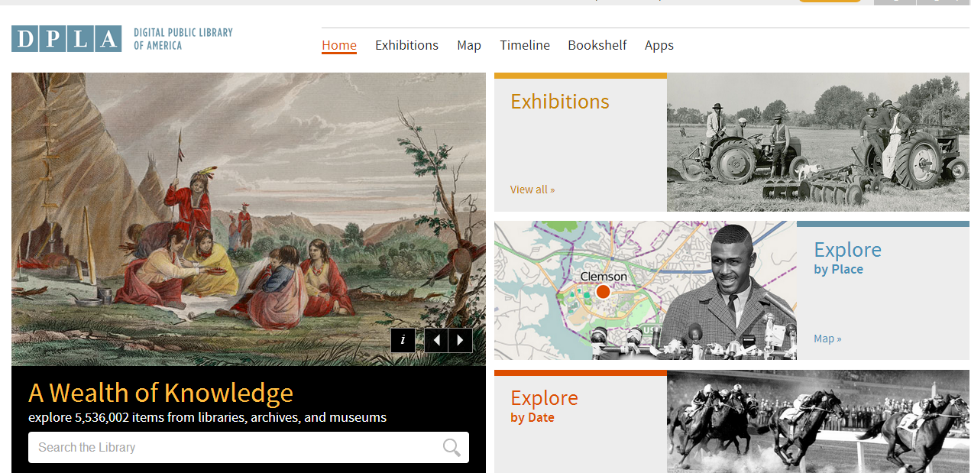 DPLA
DIGITAL PUBLIC LIBRARY
OF AMERICA
Home Exhibitions Map Timeline Bookshelf Apps
i
A Wealth of Knowledge
explore 5,536,002 items from libraries, archives, and museums
Search the Library
Exhibitions
View all »
Clemson
Explore
by Place
Map »
Explore
by Date